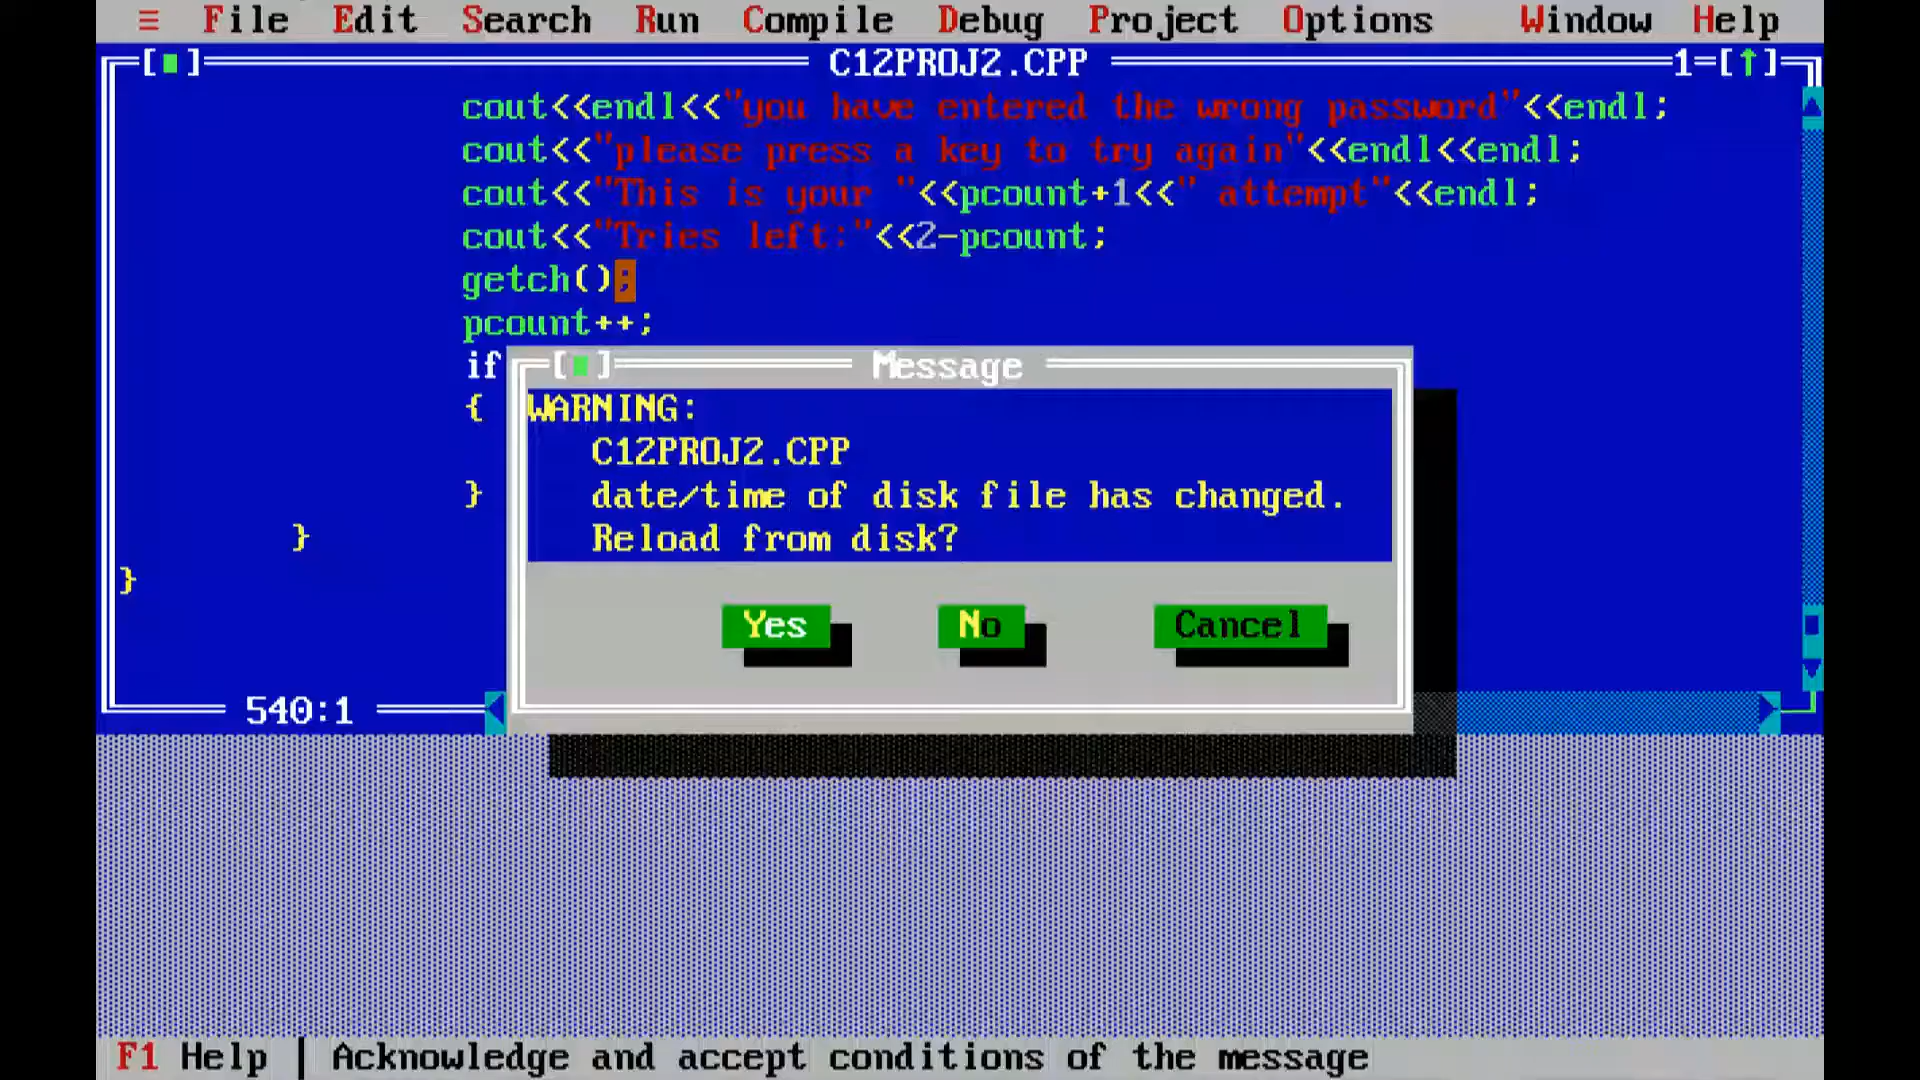 ≡ File Edit Search Run Compile Debug Project Options Window Help
[■] C12PROJ2.CPP 1=[↑]
cout<<endl<<"you have entered the wrong password"<<endl;
cout<<"please press a key to try again"<<endl<<endl;
cout<<"This is your "<<pcount+1<<" attempt"<<endl;
cout<<"Tries left:"<<2-pcount;
getch();
pcount++;
if
{
}
}
}
[■] Message
WARNING:
C12PROJ2.CPP
date/time of disk file has changed.
Reload from disk?
Yes No Cancel
540:1
F1 Help | Acknowledge and accept conditions of the message